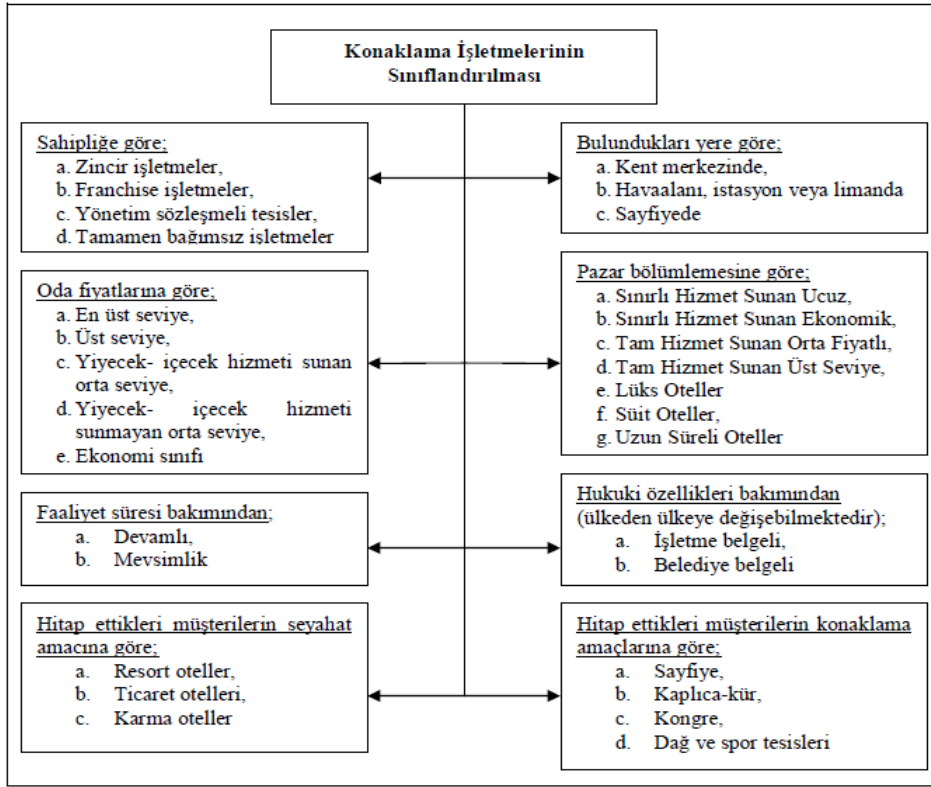 Konaklama İşletmelerinin
Sınıflandırılması
Sahipliğe göre;
a. Zincir işletmeler,
b. Franchise işletmeler,
c. Yönetim sözleşmeli tesisler,
d. Tamamen bağımsız işletmeler
Bulundukları yere göre;
a. Kent merkezinde,
b. Havaalanı, istasyon veya limanda
c. Sayfiyede
Oda fiyatlarına göre;
a. En üst seviye,
b. Üst seviye,
c. Yiyecek- içecek hizmeti sunan
orta seviye,
d. Yiyecek- içecek hizmeti
sunmayan orta seviye,
e. Ekonomi sınıfı
Pazar bölümlemesine göre;
a. Sınırlı Hizmet Sunan Ucuz,
b. Sınırlı Hizmet Sunan Ekonomik,
c. Tam Hizmet Sunan Orta Fiyatlı,
d. Tam Hizmet Sunan Üst Seviye,
e. Lüks Oteller
f. Süit Oteller,
g. Uzun Süreli Oteller
Faaliyet süresi bakımından;
a. Devamlı,
b. Mevsimlik
Hukuki özellikleri bakımından
(ülkeden ülkeye değişebilmektedir);
a. İşletme belgeli,
b. Belediye belgeli
Hitap ettikleri müşterilerin seyahat
amacına göre;
a. Resort oteller,
b. Ticaret otelleri,
c. Karma oteller
Hitap ettikleri müşterilerin konaklama
amaçlarına göre;
a. Sayfiye,
b. Kaplıca-kür,
c. Kongre,
d. Dağ ve spor tesisleri